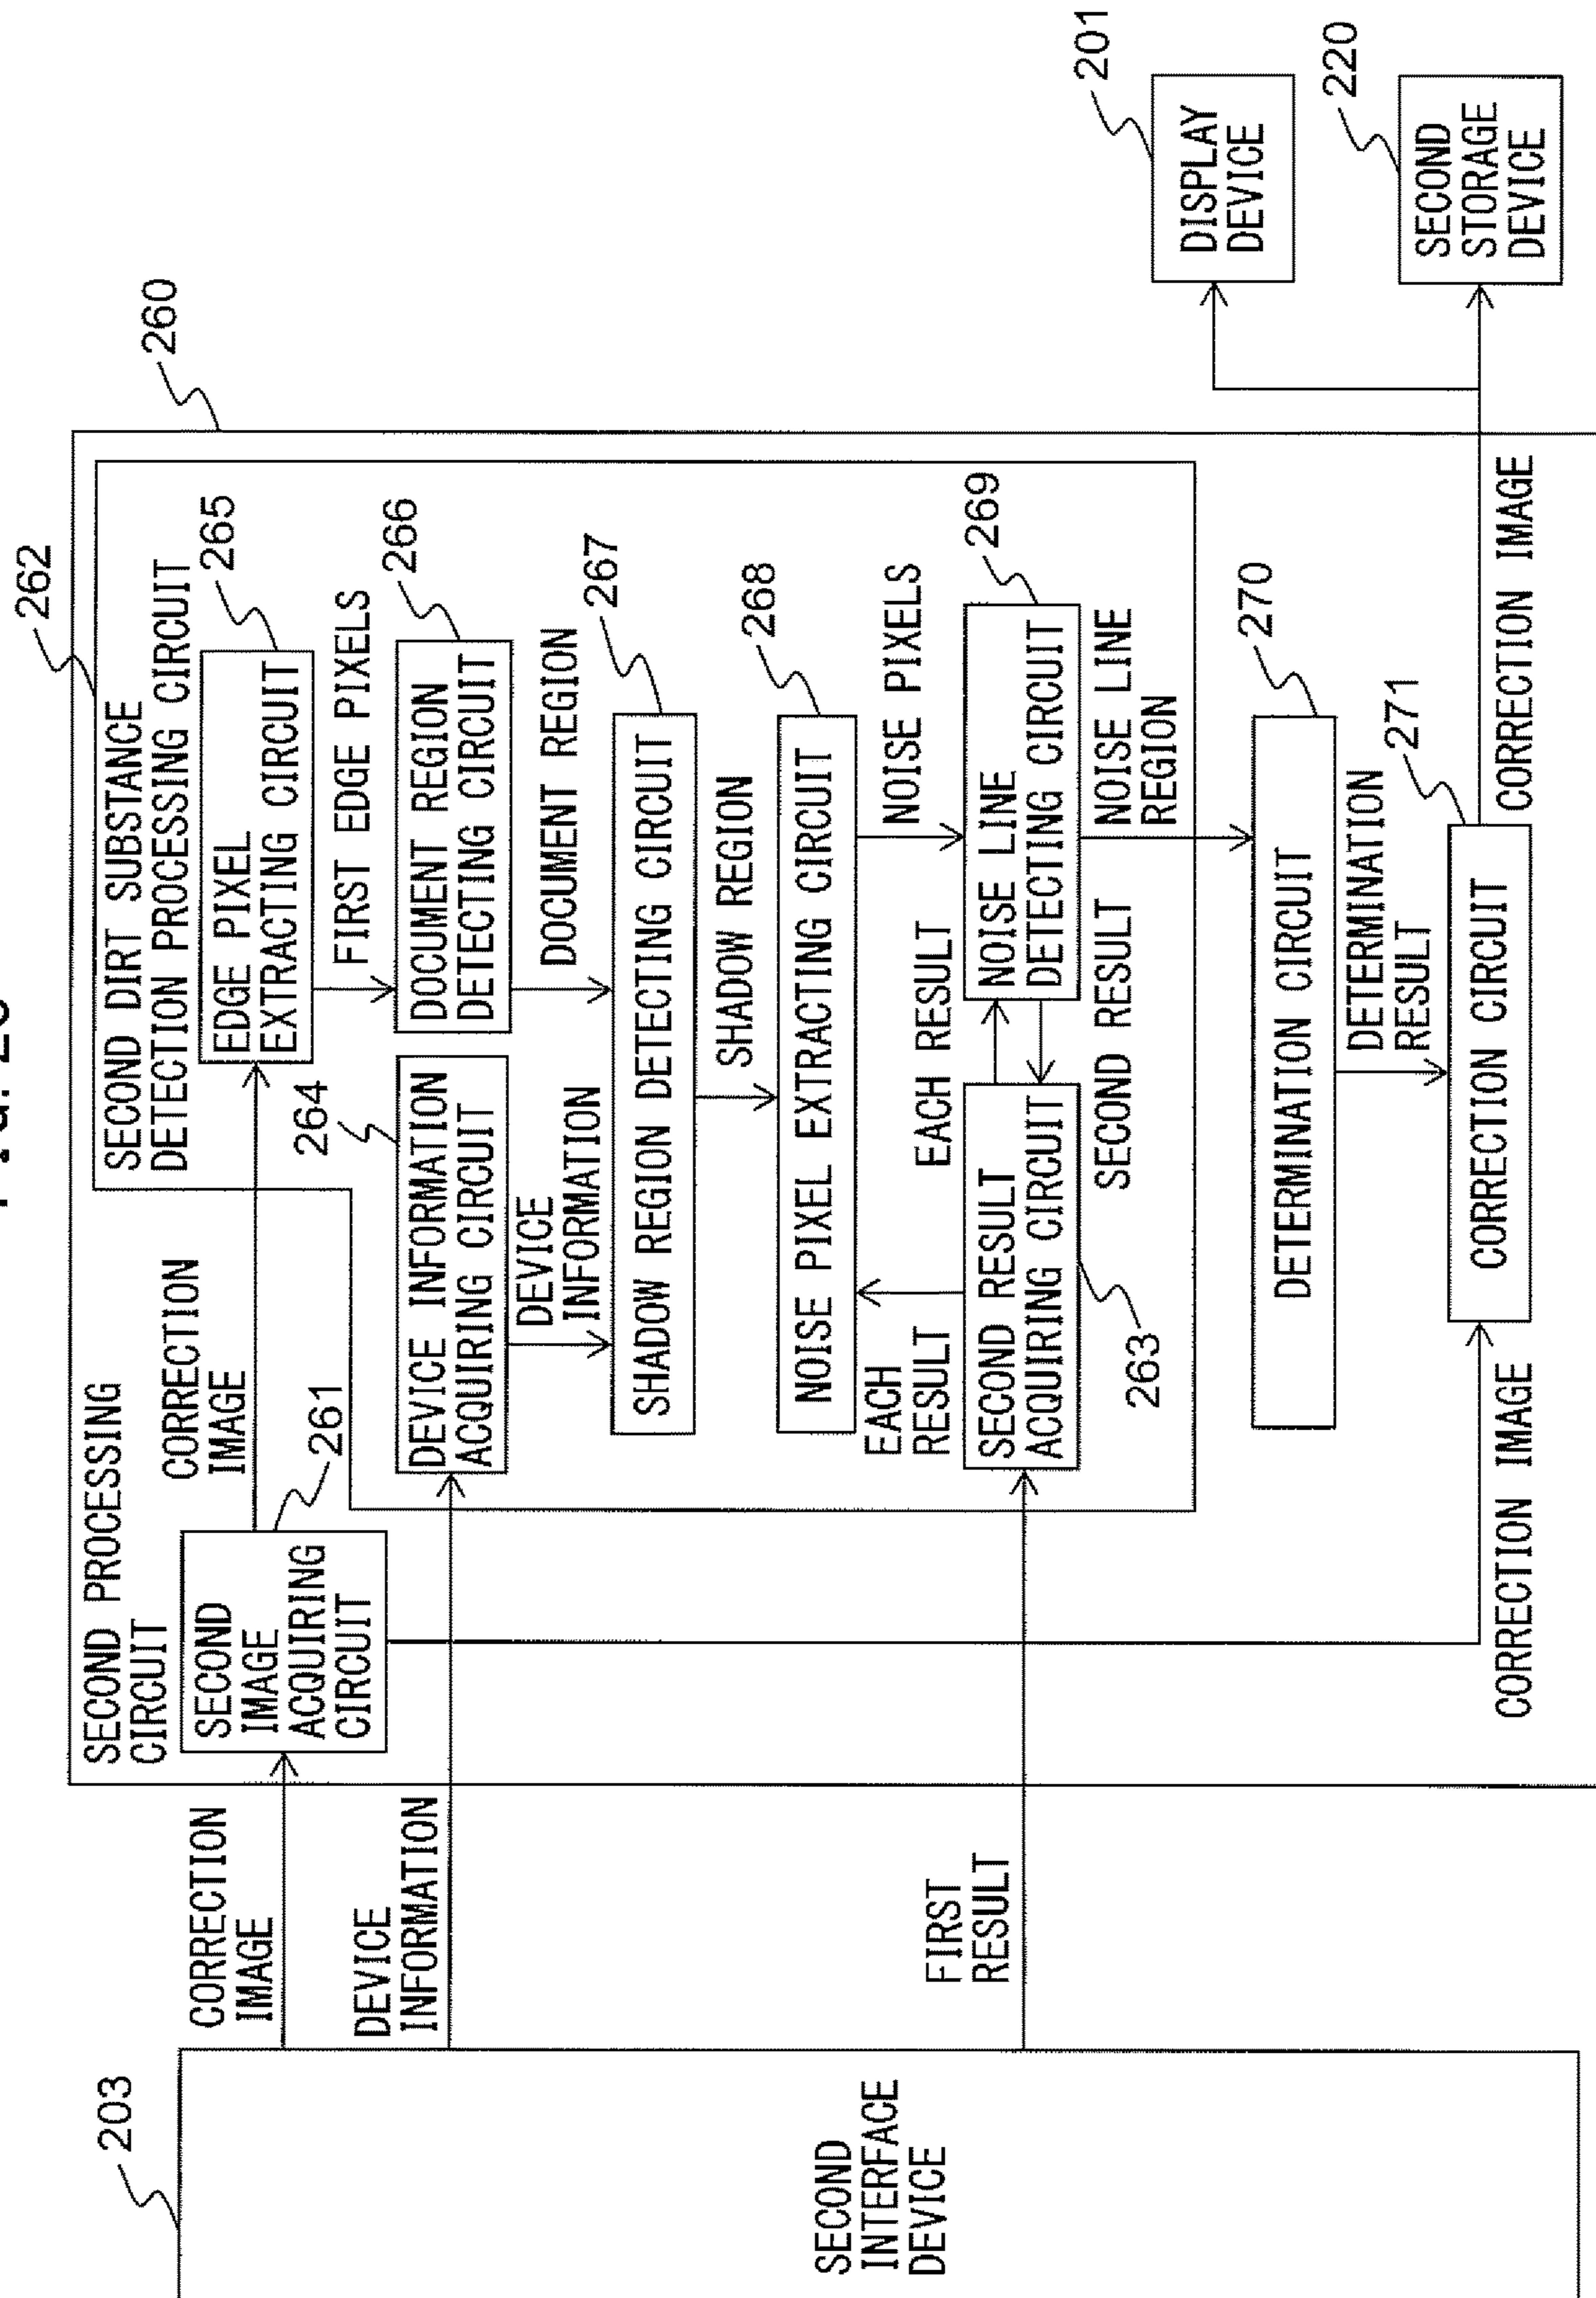 FIG.
262
260
203
SECOND PROCESSING
CIRCUIT
SECOND DIRT SUBSTANCE
DETECTION PROCESSING CIRCUIT
CORRECTION
IMAGE
SECOND
IMAGE
ACQUIRING
CIRCUIT
261
CORRECTION
IMAGE
EDGE PIXEL
EXTRACTING CIRCUIT
265
264
FIRST EDGE PIXELS
DEVICE
INFORMATION
DEVICE INFORMATION
ACQUIRING CIRCUIT
DOCUMENT REGION
DETECTING CIRCUIT
266
DEVICE
INFORMATION
DOCUMENT REGION
267
SHADOW REGION DETECTING CIRCUIT
SHADOW REGION
268
NOISE PIXEL EXTRACTING CIRCUIT
SECOND
INTERFACE
DEVICE
EACH
RESULT
EACH RESULT
NOISE PIXELS
FIRST
RESULT
SECOND RESULT
ACQUIRING CIRCUIT
NOISE LINE
DETECTING CIRCUIT
269
263
SECOND RESULT
NOISE LINE
REGION
201
DISPLAY
DEVICE
DETERMINATION CIRCUIT
270
DETERMINATION
RESULT
271
220
SECOND
STORAGE
DEVICE
CORRECTION CIRCUIT
CORRECTION IMAGE
CORRECTION IMAGE